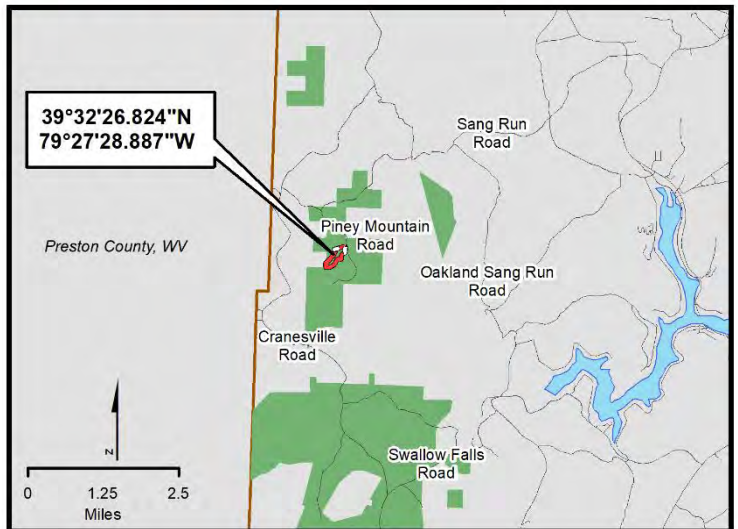 39°32'26.824"N
79°27'28.887"W
Sang Run
Road
Piney Mountain
Road
Preston County, WV
Oakland Sang Run
Road
Cranesville
Road
Swallow Falls
Road
N
0 1.25 2.5
Miles